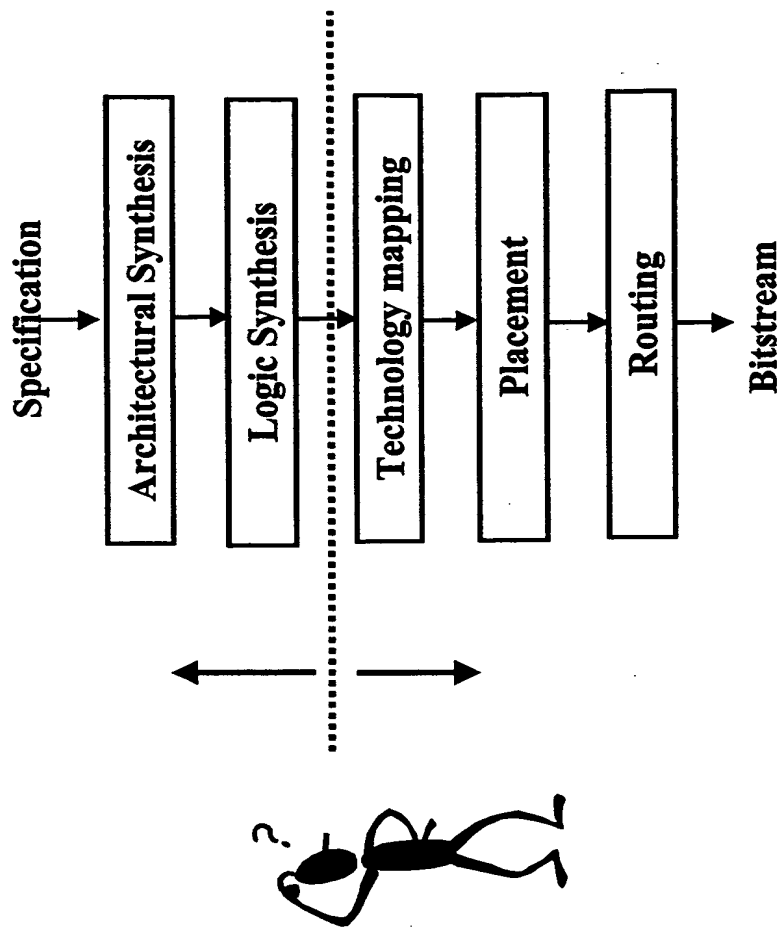 Specification
Architectural Synthesis
Logic Synthesis
Technology mapping
Placement
Routing
Bitstream
?